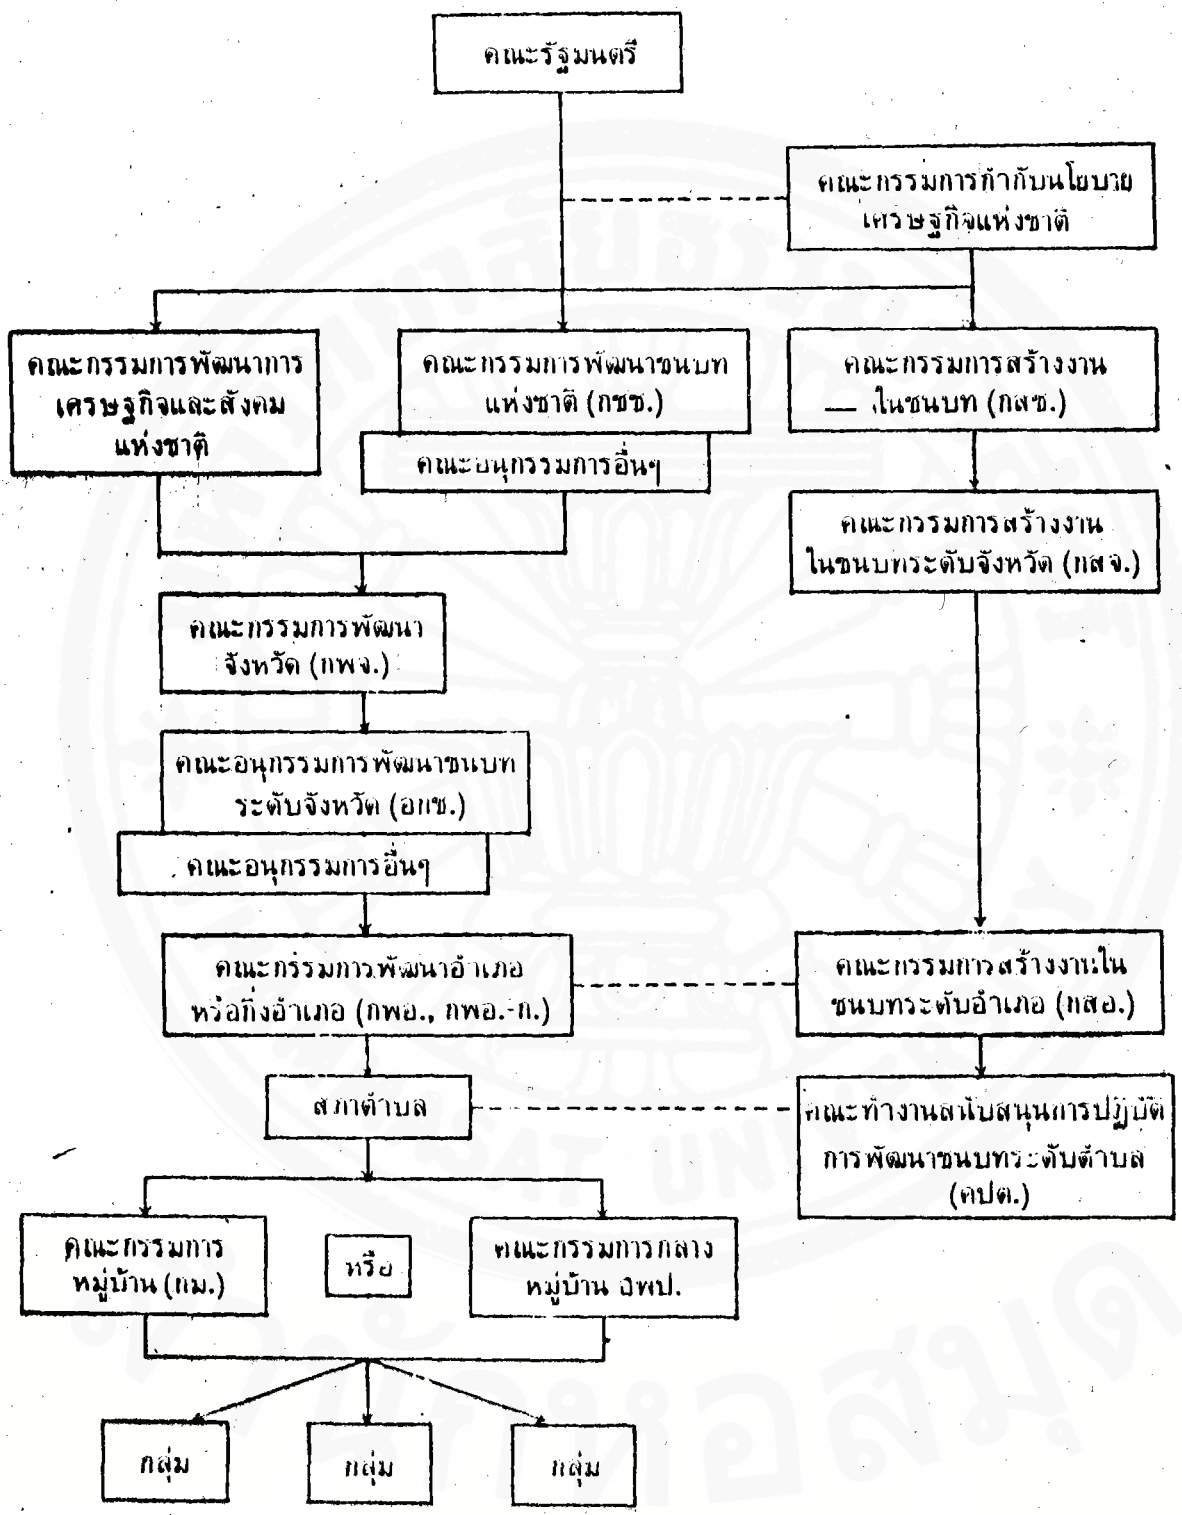 คณะรัฐมนตรี
คณะกรรมการกำกับนโยบาย
เศรษฐกิจแห่งชาติ
คณะกรรมการพัฒนาการ
เศรษฐกิจและสังคม
แห่งชาติ
คณะกรรมการพัฒนาชนบท
แห่งชาติ (กชช.)
คณะอนุกรรมการอื่นๆ
คณะกรรมการสร้างงาน
ในชนบท (กสช.)
คณะกรรมการสร้างงาน
ในชนบทระดับจังหวัด (กสจ.)
คณะกรรมการพัฒนา
จังหวัด (กพจ.)
คณะอนุกรรมการพัฒนาชนบท
ระดับจังหวัด (อกช.)
คณะอนุกรรมการอื่นๆ
คณะกรรมการพัฒนาอำเภอ
หรือกิ่งอำเภอ (กพอ., กพอ.-ก.)
คณะกรรมการสร้างงานใน
ชนบทระดับอำเภอ (กสอ.)
สภาตำบล
คณะทำงานสนับสนุนการปฏิบัติ
การพัฒนาชนบทระดับตำบล
(คปต.)
คณะกรรมการ
หมู่บ้าน (กม.)
หรือ
คณะกรรมการกลาง
หมู่บ้าน อพป.
กลุ่ม
กลุ่ม
กลุ่ม